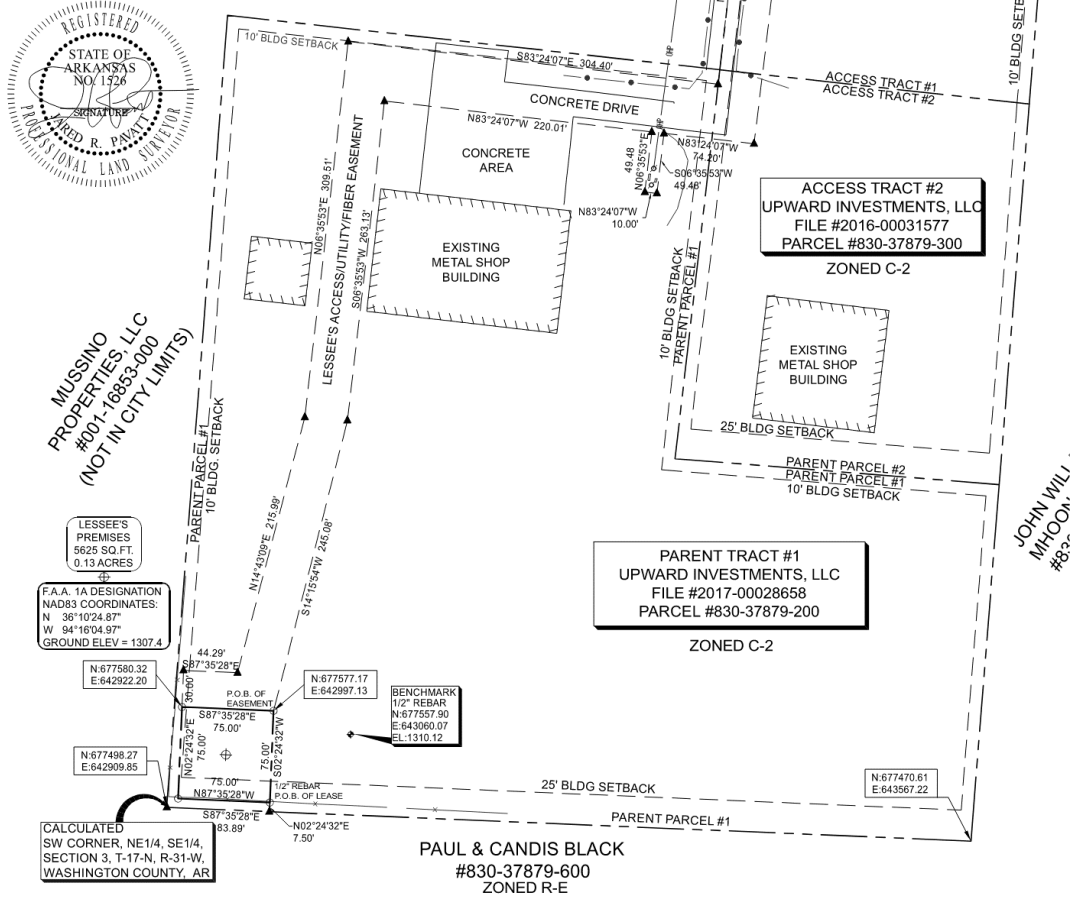 REGISTERED
STATE OF
ARKANSAS
NO. 1526
SIGNATURE
JARED R. PAVATT
PROFESSIONAL LAND SURVEYOR
10' BLDG SETBACK
S83°24'07"E 304.40'
OHP
OHP
CONCRETE DRIVE
N83°24'07"W 220.01'
CONCRETE
AREA
N83°24'07"W
74.20'
49.48
N06°35'53"E
S06°35'53"W
49.48'
N83°24'07"W
10.00'
ACCESS TRACT #1
ACCESS TRACT #2
ACCESS TRACT #2
UPWARD INVESTMENTS, LLC
FILE #2016-00031577
PARCEL #830-37879-300
ZONED C-2
EXISTING
METAL SHOP
BUILDING
N06°35'53"E 309.51'
LESSEE'S ACCESS/UTILITY/FIBER EASEMENT
S06°35'53"W 263.13'
10' BLDG SETBACK
PARENT PARCEL #1
EXISTING
METAL SHOP
BUILDING
MUSSINO
PROPERTIES, LLC
#001-16853-000
(NOT IN CITY LIMITS)
PARENT PARCEL #1
10' BLDG. SETBACK
25' BLDG SETBACK
PARENT PARCEL #2
PARENT PARCEL #1
10' BLDG SETBACK
JOHN WILL
MHOON
N14°43'09"E 215.99'
S14°15'54"W 245.08'
LESSEE'S
PREMISES
5625 SQ.FT.
0.13 ACRES
F.A.A. 1A DESIGNATION
NAD83 COORDINATES:
N 36°10'24.87"
W 94°16'04.97"
GROUND ELEV = 1307.4
PARENT TRACT #1
UPWARD INVESTMENTS, LLC
FILE #2017-00028658
PARCEL #830-37879-200
ZONED C-2
44.29'
S87°35'28"E
N:677580.32
E:642922.20
30.00'
P.O.B. OF
EASEMENT
N:677577.17
E:642997.13
S87°35'28"E
75.00'
BENCHMARK
1/2" REBAR
N:677557.90
E:643060.07
EL:1310.12
N02°24'32"E
75.00'
75.00'
S02°24'32"W
N:677498.27
E:642909.85
75.00'
N87°35'28"W
1/2" REBAR
P.O.B. OF LEASE
25' BLDG SETBACK
N:677470.61
E:643567.22
S87°35'28"E
83.89'
N02°24'32"E
7.50'
PARENT PARCEL #1
CALCULATED
SW CORNER, NE1/4, SE1/4,
SECTION 3, T-17-N, R-31-W,
WASHINGTON COUNTY, AR
PAUL & CANDIS BLACK
#830-37879-600
ZONED R-E